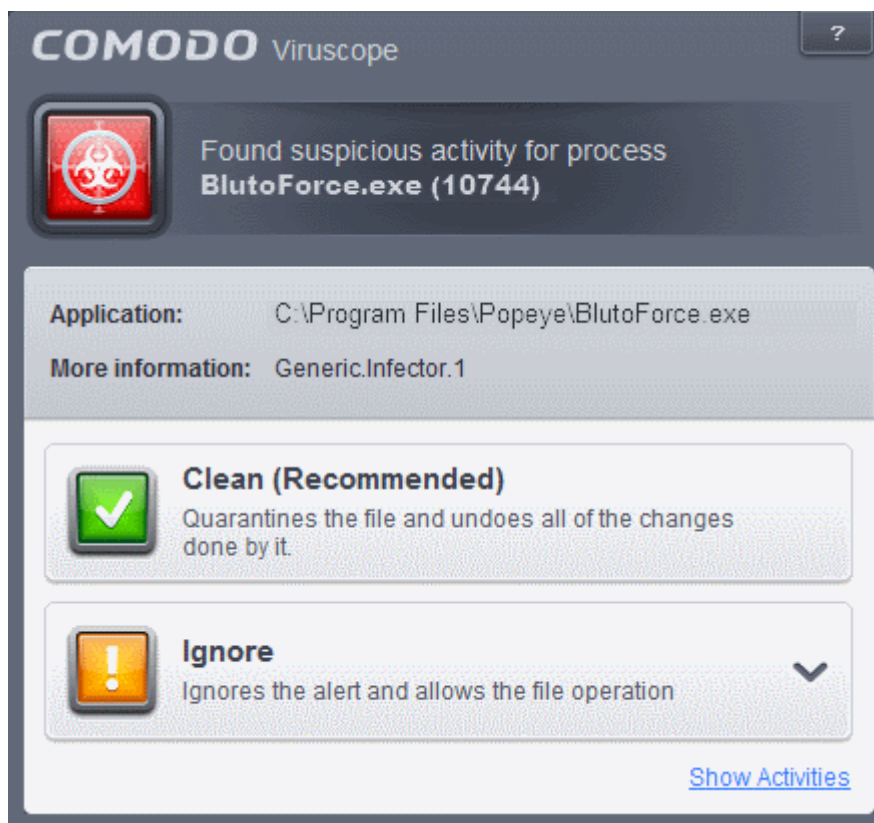 COMODO Viruscope
?
Found suspicious activity for process
BlutoForce.exe (10744)
Application: C:\Program Files\Popeye\BlutoForce.exe
More information: Generic.Infector.1
Clean (Recommended)
Quarantines the file and undoes all of the changes
done by it.
Ignore
Ignores the alert and allows the file operation
Show Activities